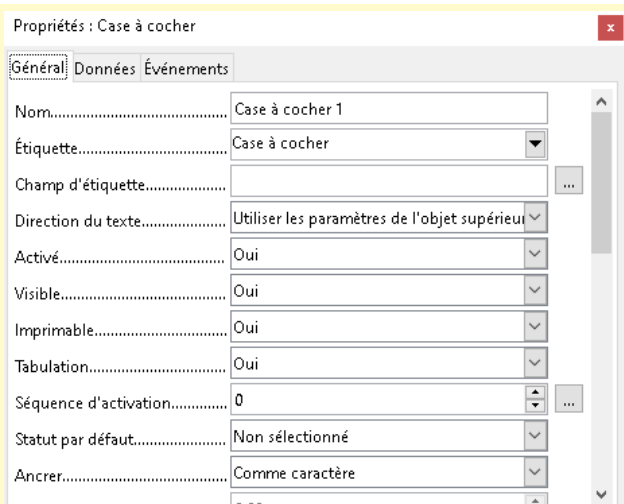 Propriétés : Case à cocher
x
Général Données Événements
Nom.......................................... Case à cocher 1
Étiquette................................... Case à cocher
Champ d'étiquette................... ...
Direction du texte.................... Utiliser les paramètres de l'objet supérieur
Activé....................................... Oui
Visible....................................... Oui
Imprimable............................... Oui
Tabulation................................ Oui
Séquence d'activation............. 0 ...
Statut par défaut...................... Non sélectionné
Ancrer....................................... Comme caractère